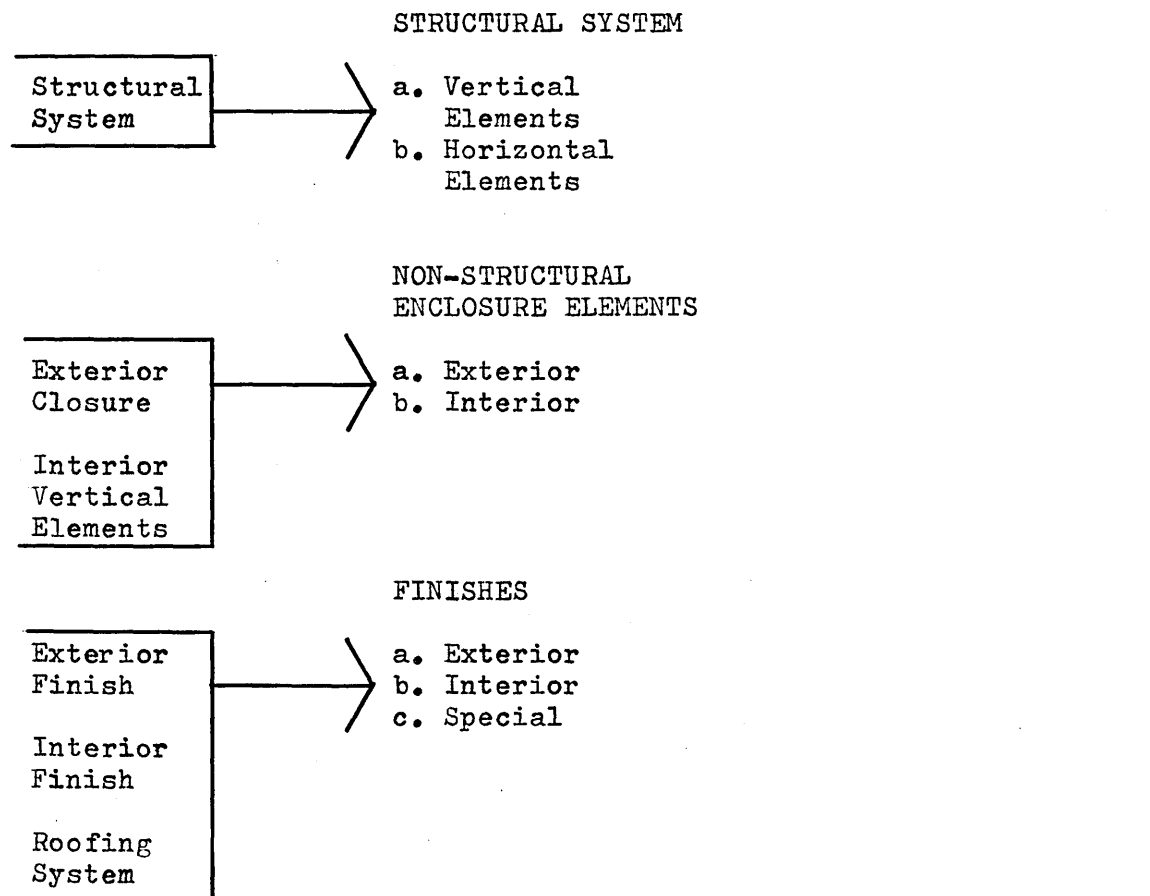 STRUCTURAL SYSTEM
Structural
System
a. Vertical
Elements
b. Horizontal
Elements
NON-STRUCTURAL
ENCLOSURE ELEMENTS
Exterior
Closure
Interior
Vertical
Elements
a. Exterior
b. Interior
FINISHES
Exterior
Finish
Interior
Finish
Roofing
System
a. Exterior
b. Interior
c. Special